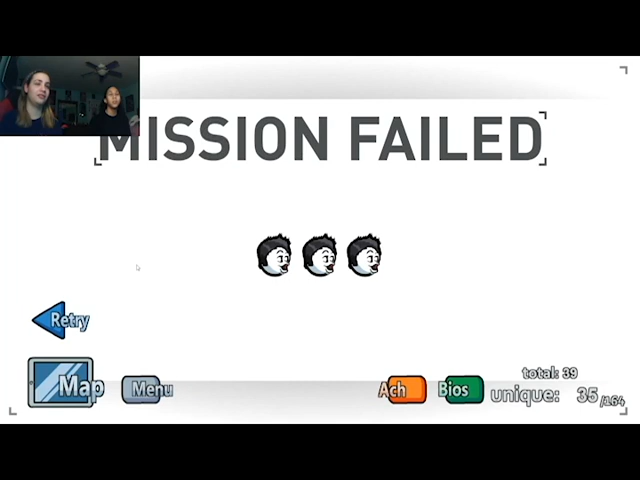 MISSION FAILED
Retry
Map
Menu
Ach
Bios
total: 39
unique: 35/164